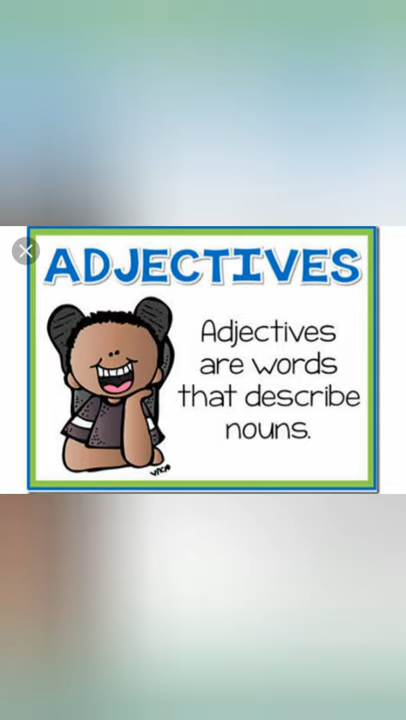 ADJECTIVES
Adjectives
are words
that describe
nouns.